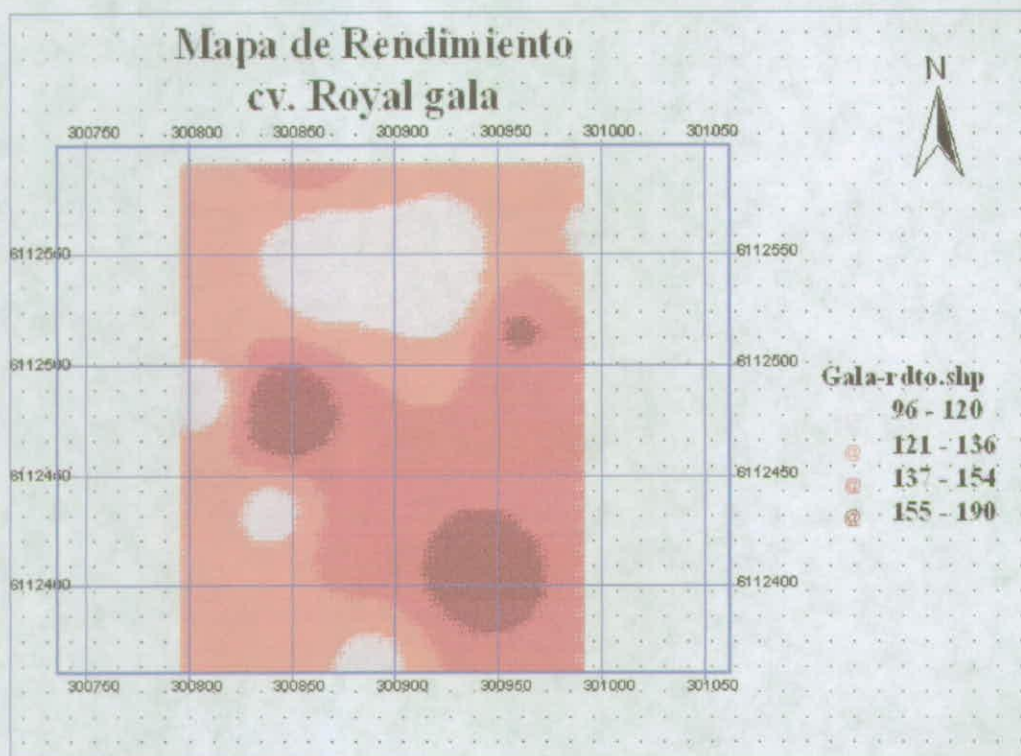 Mapa de Rendimiento
cv. Royal gala
N
300750 300800 300850 300900 300950 301000 301050
6112550 6112550
6112500 6112500
6112450 6112450
6112400 6112400
300750 300800 300850 300900 300950 301000 301050
Gala-rdto.shp
96 - 120
@ 121 - 136
@ 137 - 154
@ 155 - 190